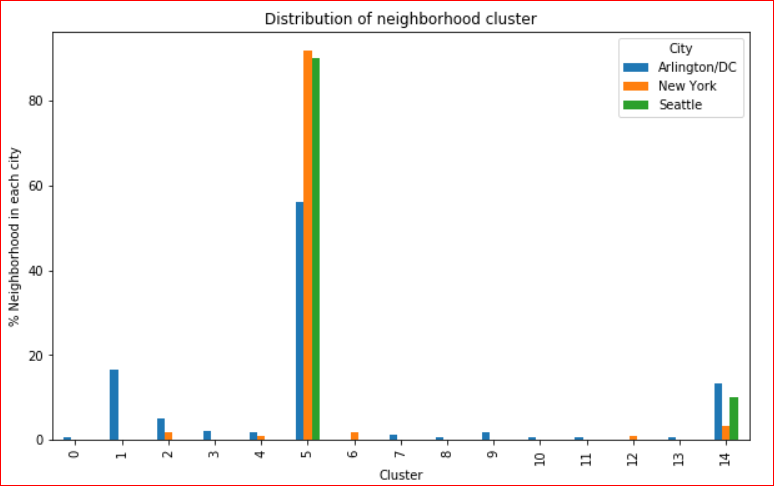 Distribution of neighborhood cluster
City
Arlington/DC
New York
Seattle
% Neighborhood in each city
80
60
40
20
0
0 1 2 3 4 5 6 7 8 9 10 11 12 13 14
Cluster